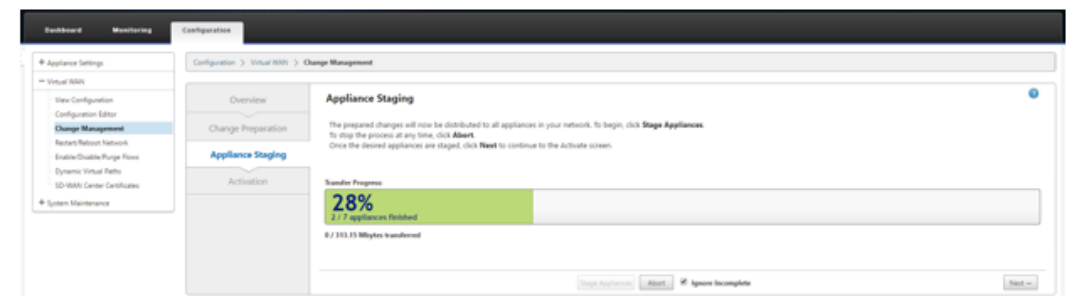 Dashboard Monitoring Configuration
+ Appliance Settings
− Virtual WAN
View Configuration
Configuration Editor
Change Management
Restart/Reboot Network
Enable/Disable/Purge Flows
Dynamic Virtual Paths
SD-WAN Center Certificates
+ System Maintenance
Configuration > Virtual WAN > Change Management
Overview
Change Preparation
Appliance Staging
Activation
Appliance Staging
The prepared changes will now be distributed to all appliances in your network. To begin, click Stage Appliances.
To stop the process at any time, click Abort.
Once the desired appliances are staged, click Next to continue to the Activate screen.
Transfer Progress
28%
2 / 7 appliances finished
0 / 313.15 Mbytes transferred
Stage Appliances Abort Ignore Incomplete Next